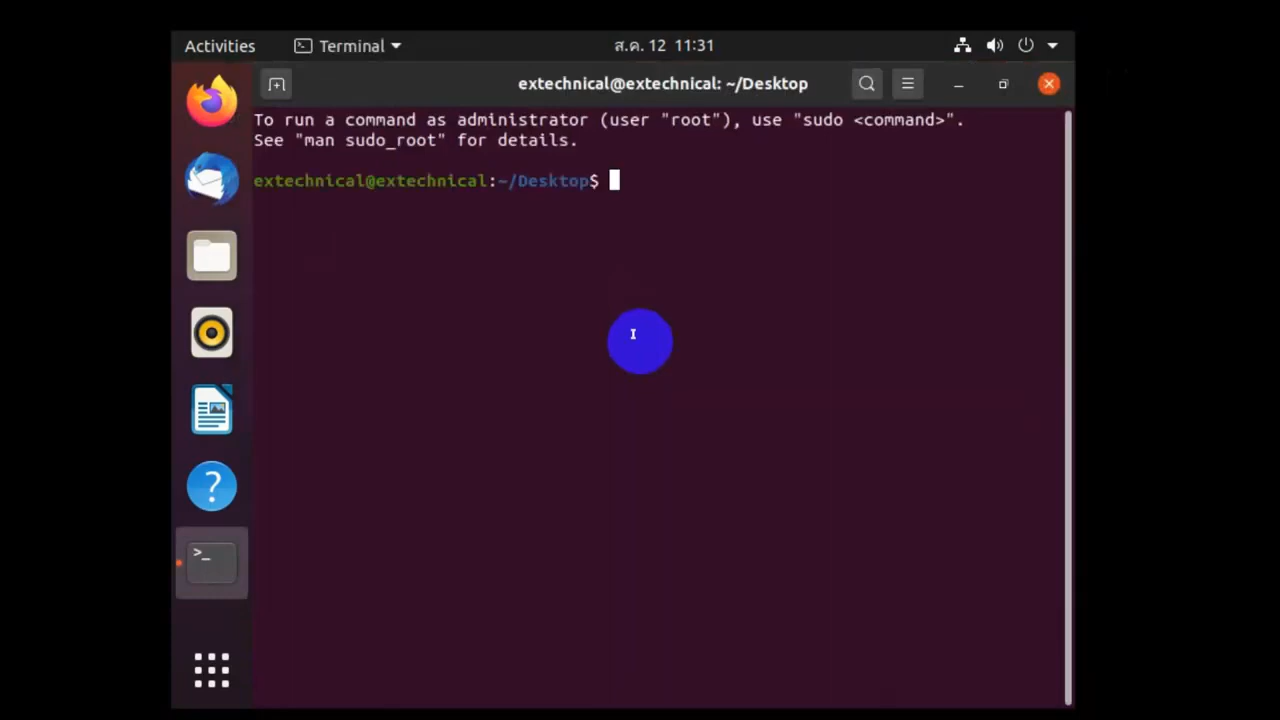 Activities Terminal ส.ค. 12 11:31
extechnical@extechnical: ~/Desktop
To run a command as administrator (user "root"), use "sudo <command>".
See "man sudo_root" for details.
extechnical@extechnical:~/Desktop$